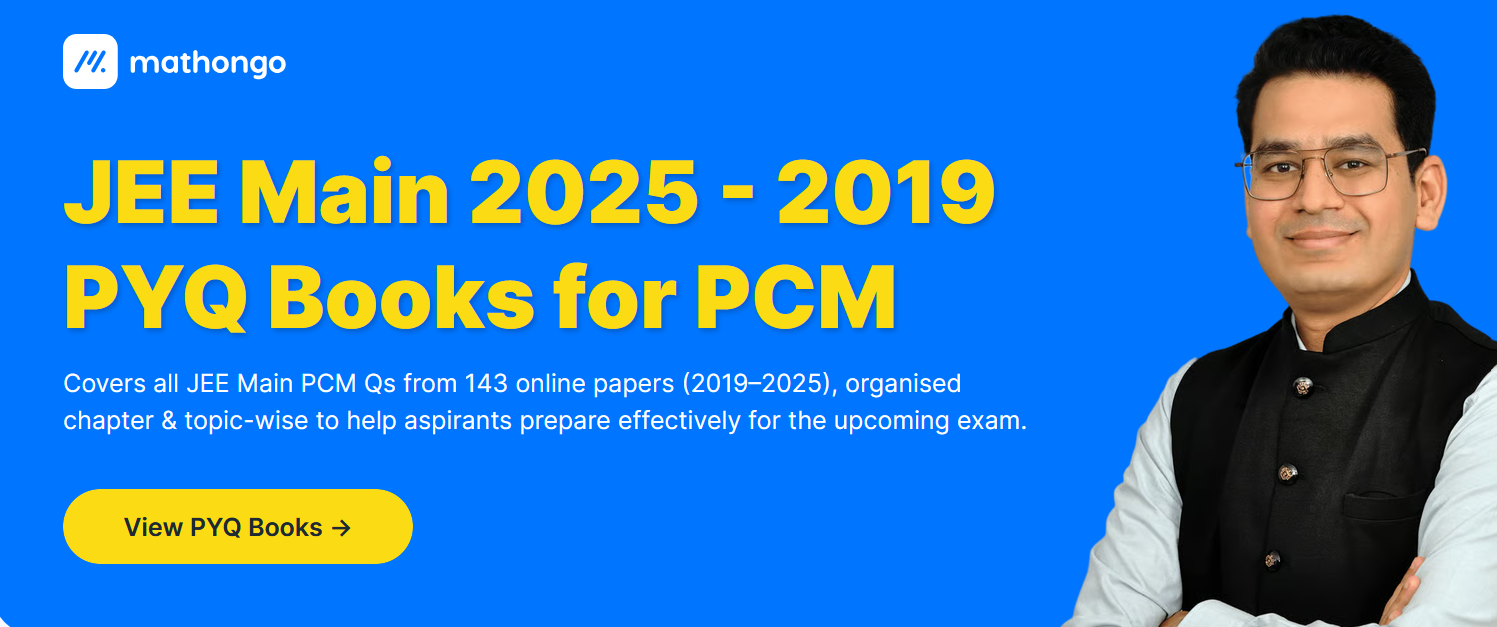 mathongo
JEE Main 2025 - 2019
PYQ Books for PCM
Covers all JEE Main PCM Qs from 143 online papers (2019–2025), organised
chapter & topic-wise to help aspirants prepare effectively for the upcoming exam.
View PYQ Books →